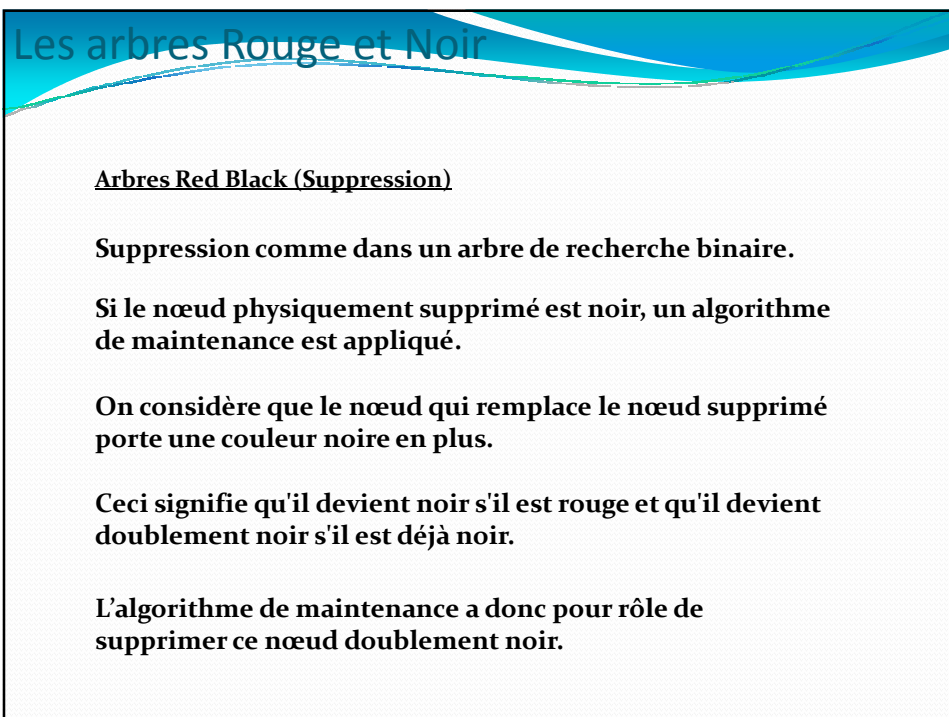 Les arbres Rouge et Noir
Arbres Red Black (Suppression)
Suppression comme dans un arbre de recherche binaire.
Si le nœud physiquement supprimé est noir, un algorithme
de maintenance est appliqué.
On considère que le nœud qui remplace le nœud supprimé
porte une couleur noire en plus.
Ceci signifie qu'il devient noir s'il est rouge et qu'il devient
doublement noir s'il est déjà noir.
L’algorithme de maintenance a donc pour rôle de
supprimer ce nœud doublement noir.